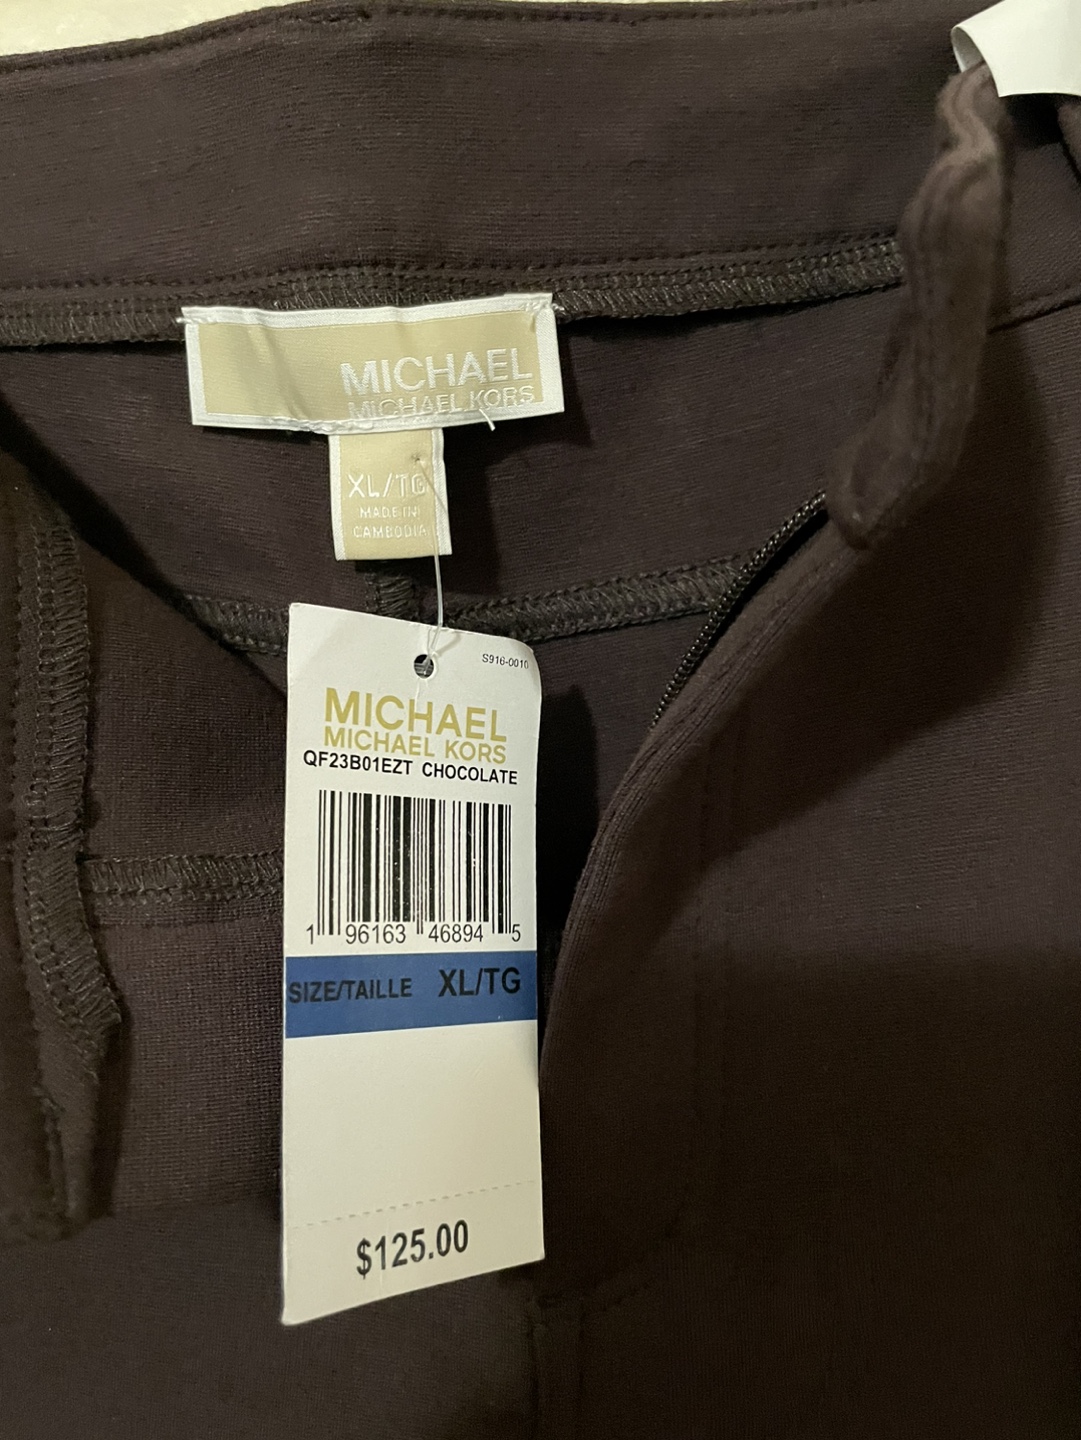 MICHAEL
MICHAEL KORS
XL/TG
MADE IN
CAMBODIA
S916-0010
MICHAEL
MICHAEL KORS
QF23B01EZT CHOCOLATE
1 96163 46894 5
SIZE/TAILLE XL/TG
$125.00